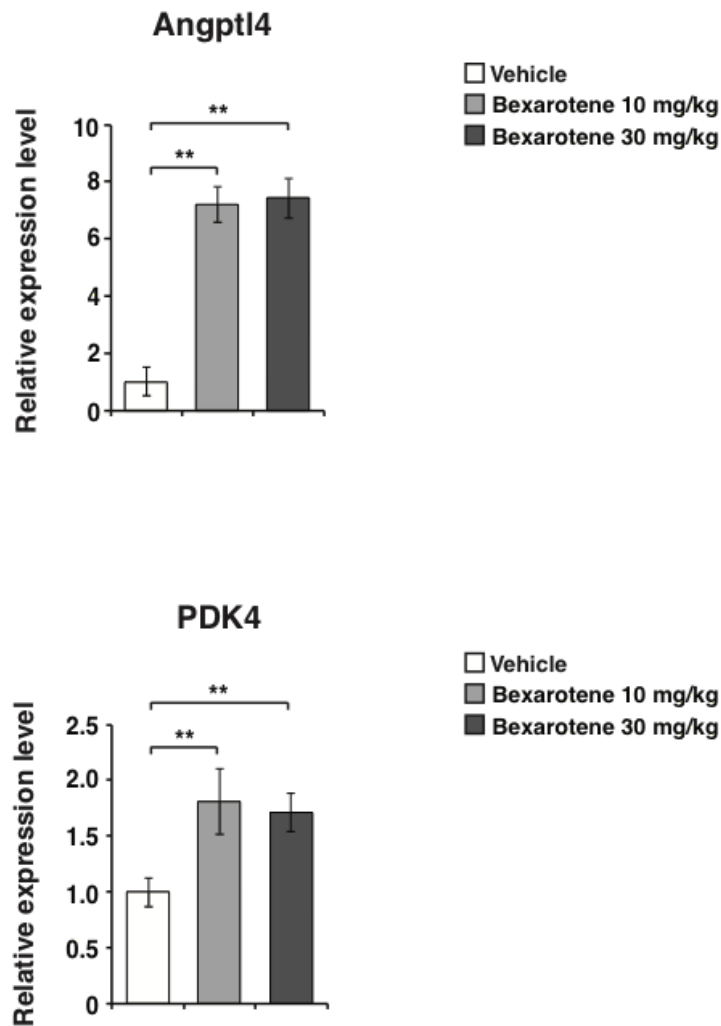 Angptl4
Vehicle
Bexarotene 10 mg/kg
Bexarotene 30 mg/kg
Relative expression level
10
8
6
4
2
0
**
**
PDK4
Vehicle
Bexarotene 10 mg/kg
Bexarotene 30 mg/kg
Relative expression level
2.5
2.0
1.5
1.0
0.5
0
**
**